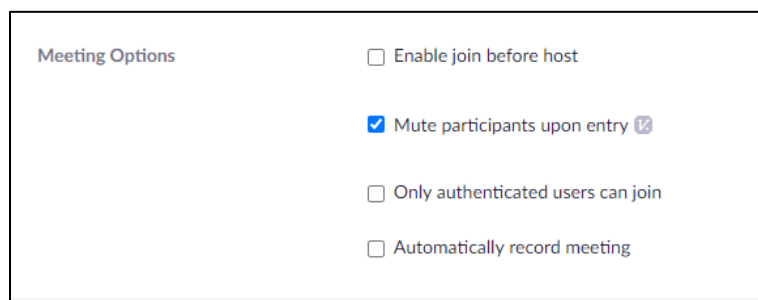 Meeting Options
Enable join before host
Mute participants upon entry
Only authenticated users can join
Automatically record meeting